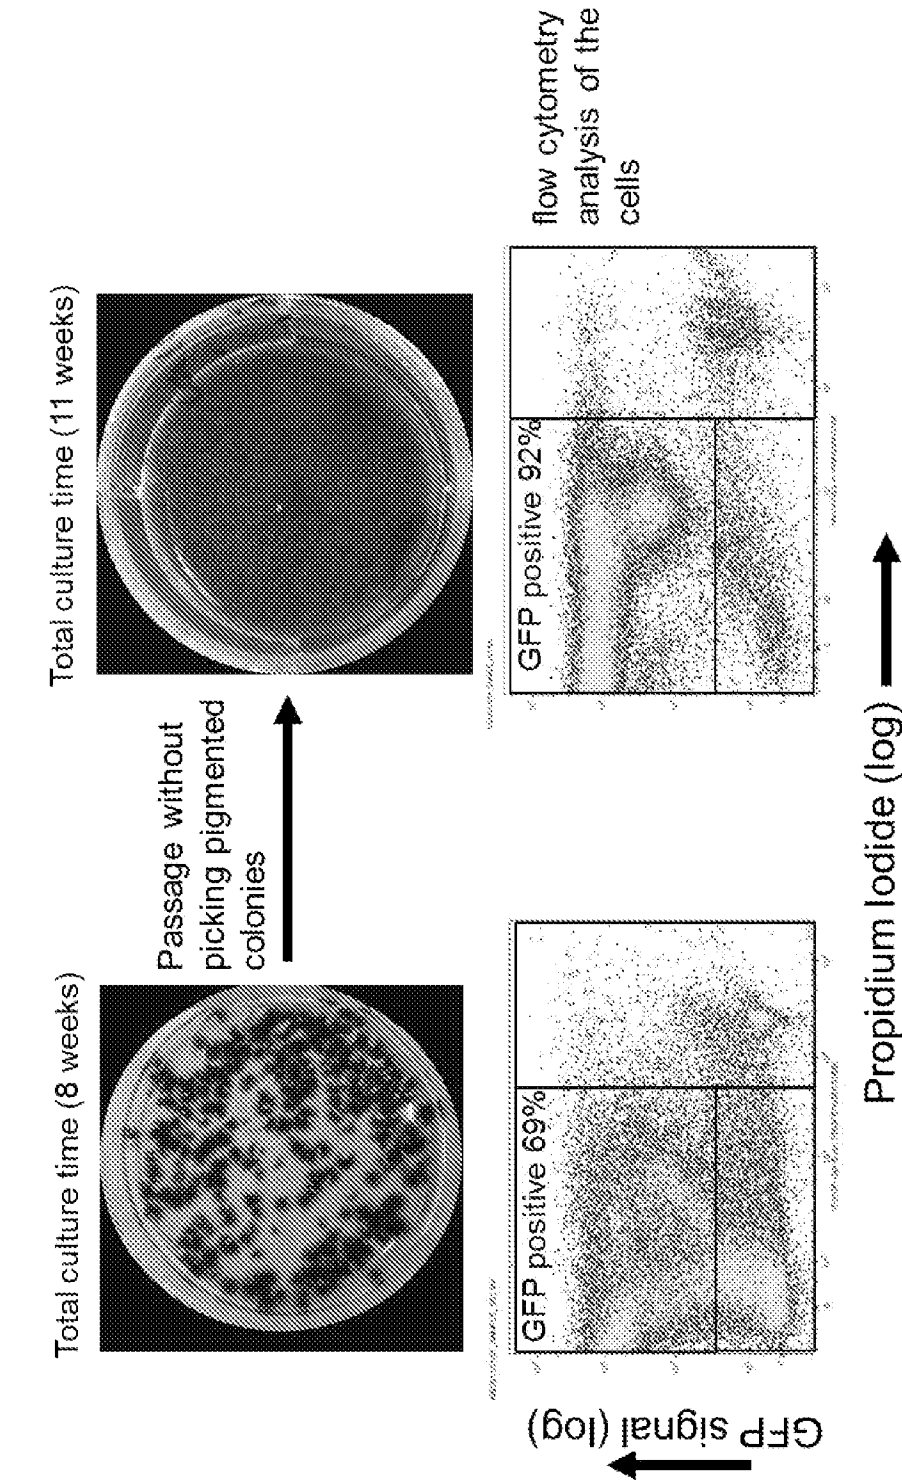 Total culture time (8 weeks)
Passage without
picking pigmented
colonies
Total culture time (11 weeks)
GFP signal (log)
GFP positive 69%
GFP positive 92%
flow cytometry
analysis of the
cells
Propidium Iodide (log)